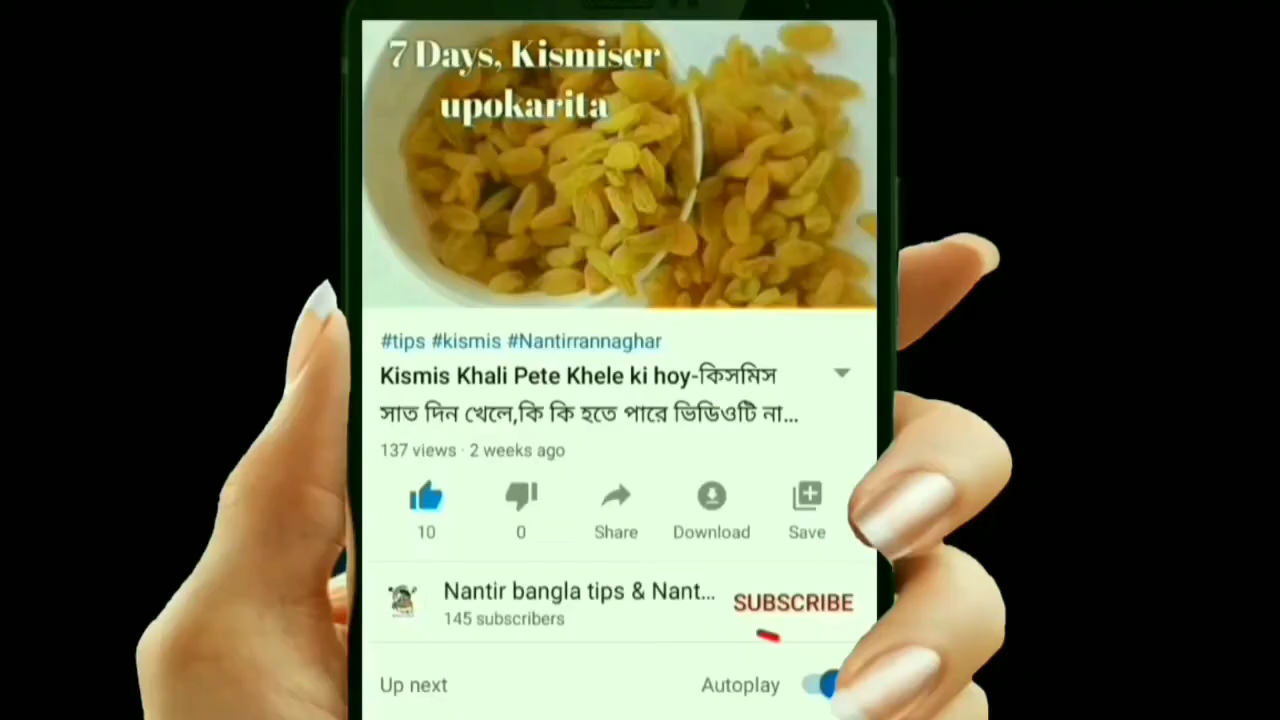 7 Days, Kismiser
upokarita
#tips #kismis #Nantirrannaghar
Kismis Khali Pete Khele ki hoy-কিসমিস
সাত দিন খেলে,কি কি হতে পারে ভিডিওটি না...
137 views · 2 weeks ago
10
0
Share
Download
Save
Nantir bangla tips & Nant...
SUBSCRIBE
145 subscribers
Up next
Autoplay